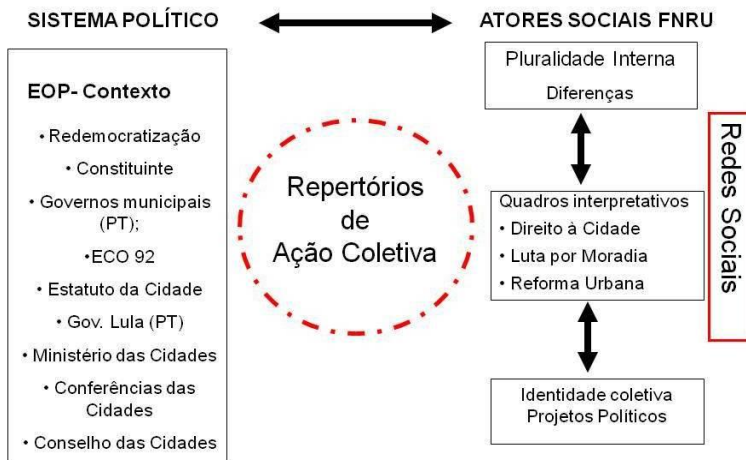 SISTEMA POLÍTICO
EOP- Contexto
• Redemocratização
• Constituinte
• Governos municipais
(PT);
•ECO 92
• Estatuto da Cidade
• Gov. Lula (PT)
• Ministério das Cidades
• Conferências das
Cidades
• Conselho das Cidades
Repertórios
de
Ação Coletiva
ATORES SOCIAIS FNRU
Pluralidade Interna
Diferenças
Quadros interpretativos
• Direito à Cidade
• Luta por Moradia
• Reforma Urbana
Identidade coletiva
Projetos Políticos
Redes Sociais